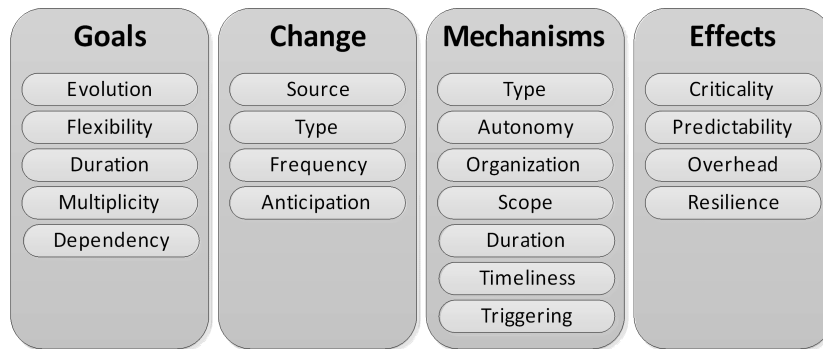 Goals
Evolution
Flexibility
Duration
Multiplicity
Dependency
Change
Source
Type
Frequency
Anticipation
Mechanisms
Type
Autonomy
Organization
Scope
Duration
Timeliness
Triggering
Effects
Criticality
Predictability
Overhead
Resilience